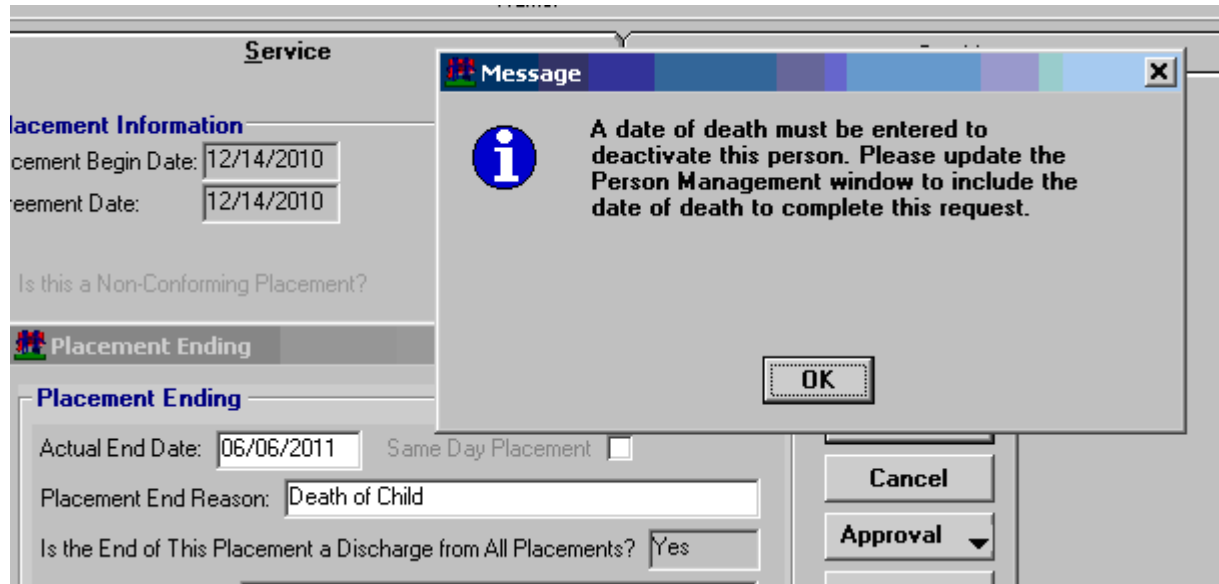 Service
Message
A date of death must be entered to
deactivate this person. Please update the
Person Management window to include the
date of death to complete this request.
OK
lacement Information
cement Begin Date: 12/14/2010
eement Date: 12/14/2010
Is this a Non-Conforming Placement?
Placement Ending
Placement Ending
Actual End Date: 06/06/2011 Same Day Placement
Placement End Reason: Death of Child
Is the End of This Placement a Discharge from All Placements? Yes
Cancel
Approval